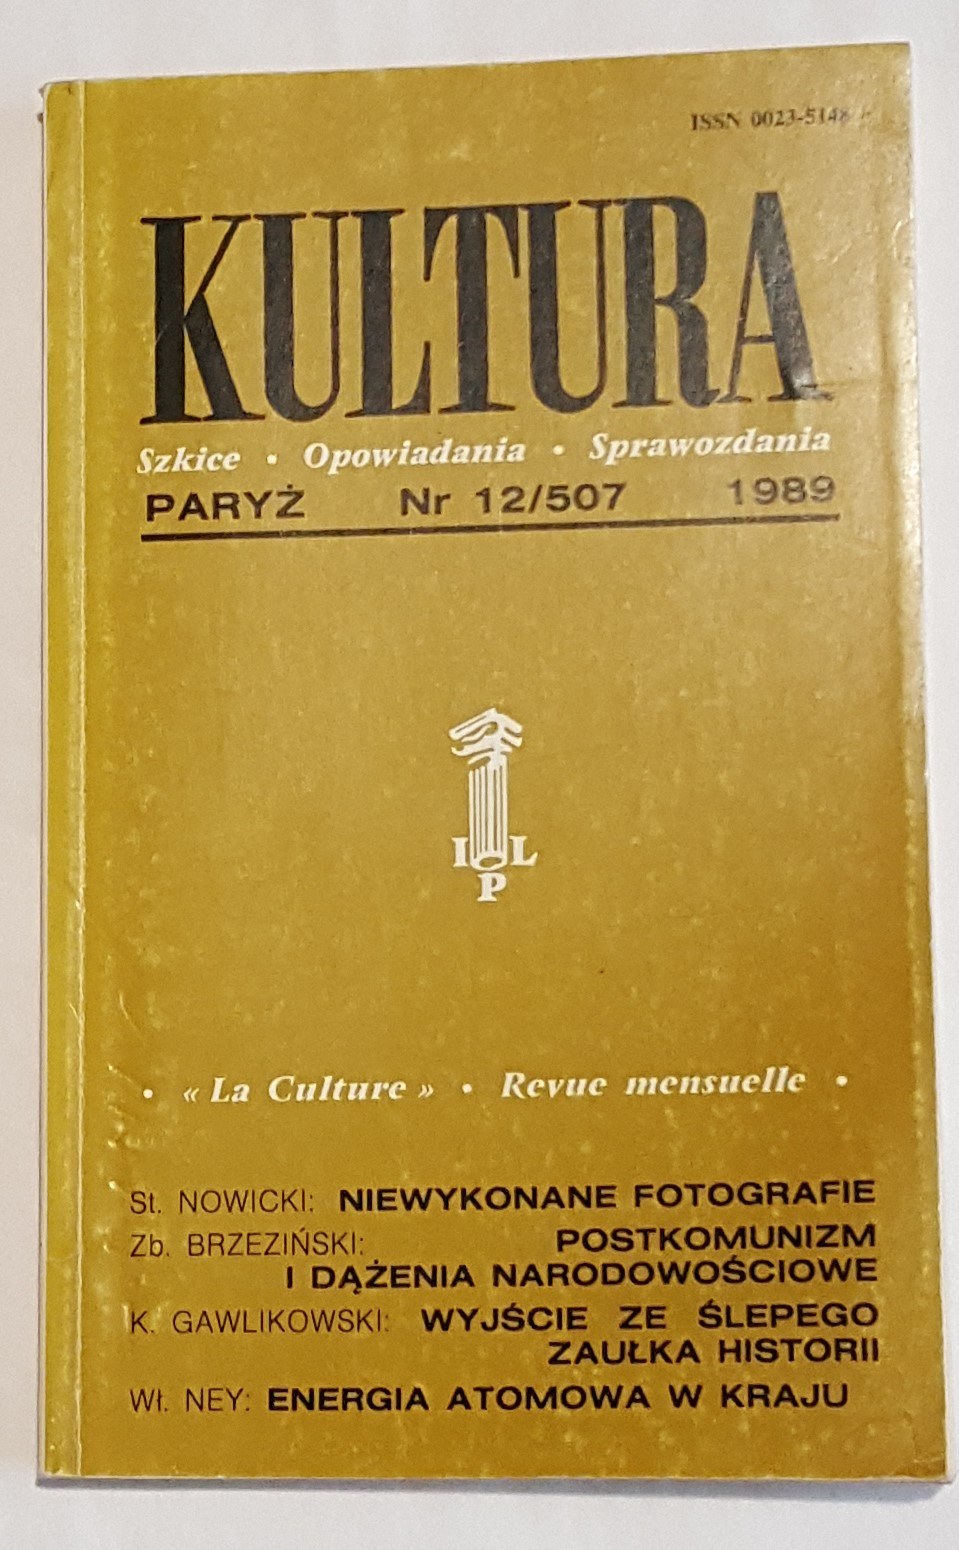 ISSN 0023-5148
KULTURA
Szkice • Opowiadania • Sprawozdania
PARYŻ Nr 12/507 1989
I L
P
• « La Culture » • Revue mensuelle •
St. NOWICKI: NIEWYKONANE FOTOGRAFIE
Zb. BRZEZIŃSKI: POSTKOMUNIZM
I DĄŻENIA NARODOWOŚCIOWE
K. GAWLIKOWSKI: WYJŚCIE ZE ŚLEPEGO
ZAUŁKA HISTORII
Wł. NEY: ENERGIA ATOMOWA W KRAJU